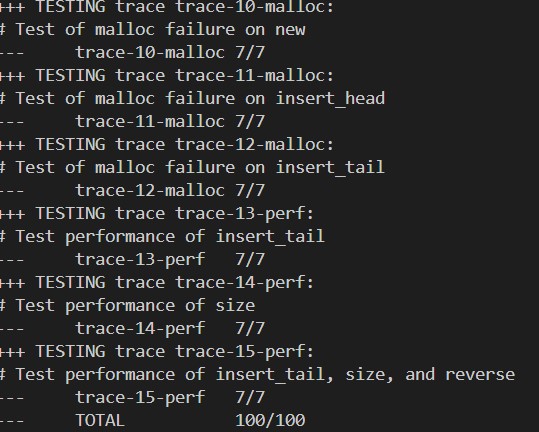 +++ TESTING trace trace-10-malloc:
# Test of malloc failure on new
---     trace-10-malloc 7/7
+++ TESTING trace trace-11-malloc:
# Test of malloc failure on insert_head
---     trace-11-malloc 7/7
+++ TESTING trace trace-12-malloc:
# Test of malloc failure on insert_tail
---     trace-12-malloc 7/7
+++ TESTING trace trace-13-perf:
# Test performance of insert_tail
---     trace-13-perf   7/7
+++ TESTING trace trace-14-perf:
# Test performance of size
---     trace-14-perf   7/7
+++ TESTING trace trace-15-perf:
# Test performance of insert_tail, size, and reverse
---     trace-15-perf   7/7
---     TOTAL           100/100